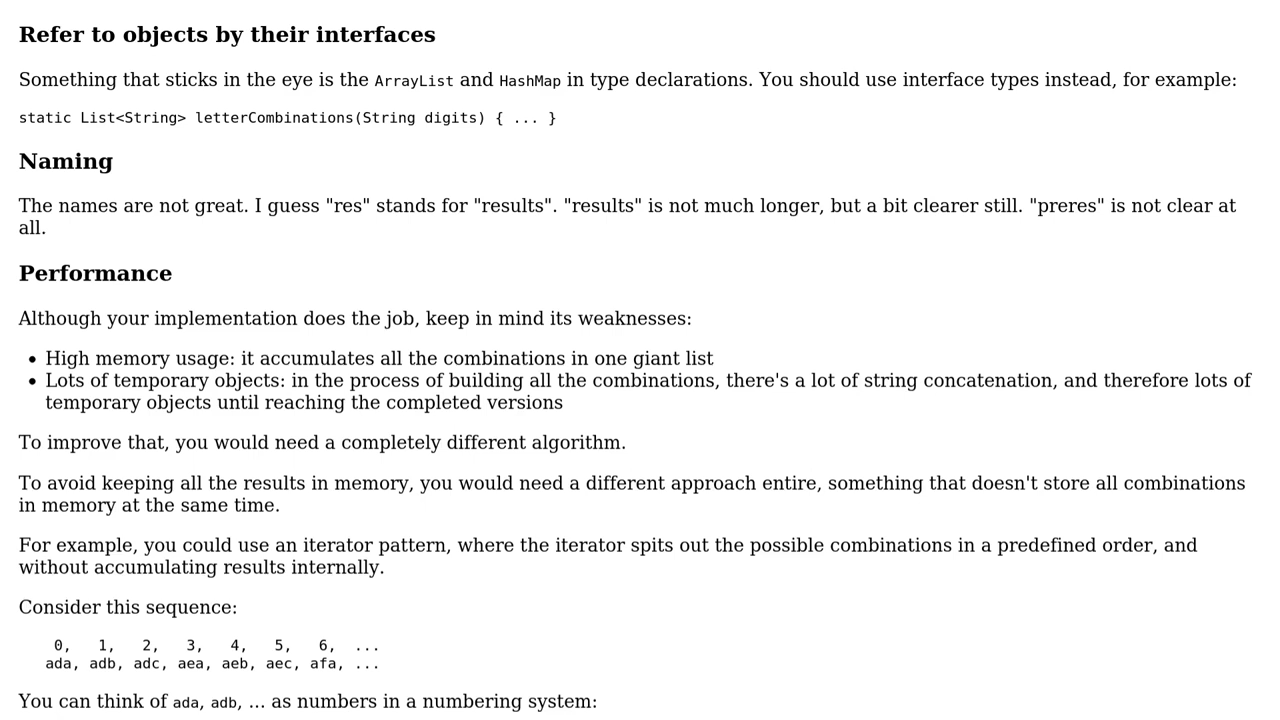 Refer to objects by their interfaces
Something that sticks in the eye is the ArrayList and HashMap in type declarations. You should use interface types instead, for example:
static List<String> letterCombinations(String digits) { ... }
Naming
The names are not great. I guess "res" stands for "results". "results" is not much longer, but a bit clearer still. "preres" is not clear at
all.
Performance
Although your implementation does the job, keep in mind its weaknesses:
• High memory usage: it accumulates all the combinations in one giant list
• Lots of temporary objects: in the process of building all the combinations, there's a lot of string concatenation, and therefore lots of
temporary objects until reaching the completed versions
To improve that, you would need a completely different algorithm.
To avoid keeping all the results in memory, you would need a different approach entire, something that doesn't store all combinations
in memory at the same time.
For example, you could use an iterator pattern, where the iterator spits out the possible combinations in a predefined order, and
without accumulating results internally.
Consider this sequence:
0,   1,   2,   3,   4,   5,   6,  ...
ada, adb, adc, aea, aeb, aec, afa, ...
You can think of ada, adb, ... as numbers in a numbering system: